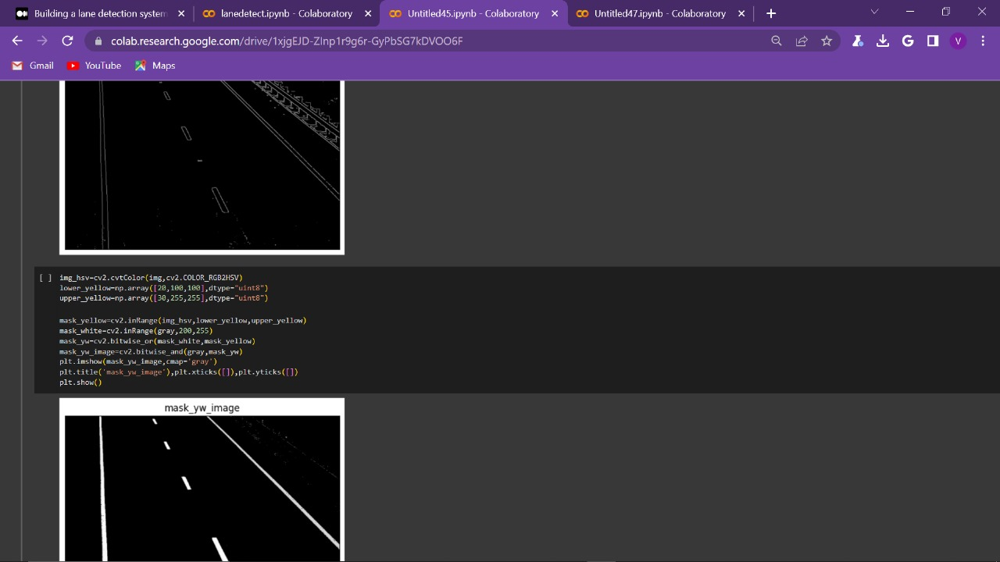 Building a lane detection system
lanedetect.ipynb - Colaboratory
Untitled45.ipynb - Colaboratory
Untitled47.ipynb - Colaboratory
colab.research.google.com/drive/1xjgEJD-ZInp1r9g6r-GyPbSG7kDVOO6F
G
V
Gmail
YouTube
Maps
[ ]
img_hsv=cv2.cvtColor(img,cv2.COLOR_RGB2HSV)
lower_yellow=np.array([20,100,100],dtype="uint8")
upper_yellow=np.array([30,255,255],dtype="uint8")
mask_yellow=cv2.inRange(img_hsv,lower_yellow,upper_yellow)
mask_white=cv2.inRange(gray,200,255)
mask_yw=cv2.bitwise_or(mask_white,mask_yellow)
mask_yw_image=cv2.bitwise_and(gray,mask_yw)
plt.imshow(mask_yw_image,cmap='gray')
plt.title('mask_yw_image'),plt.xticks([]),plt.yticks([])
plt.show()
mask_yw_image